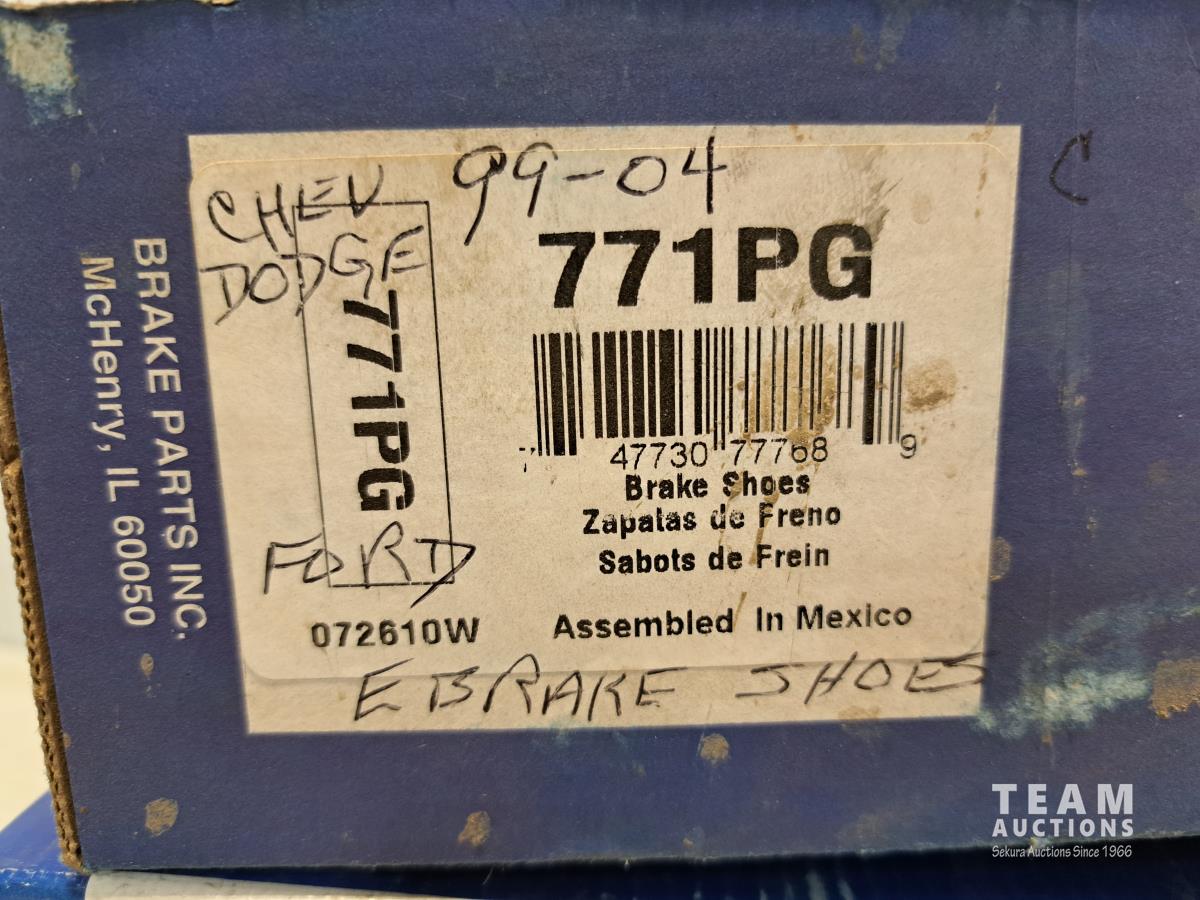 CHEV
DODGE
99-04
C
771PG
771PG
BRAKE PARTS INC.
McHenry, IL 60050
7 47730 77768 9
Brake Shoes
Zapatas de Freno
Sabots de Frein
FORD
072610W
Assembled In Mexico
E BRAKE SHOES
TEAM
AUCTIONS
Sekura Auctions Since 1966